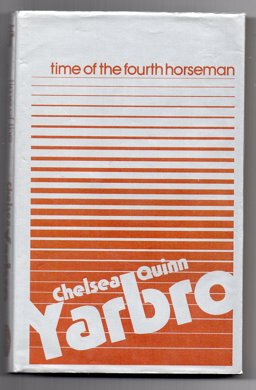 time of the fourth horseman
Chelsea Quinn
Yarbro